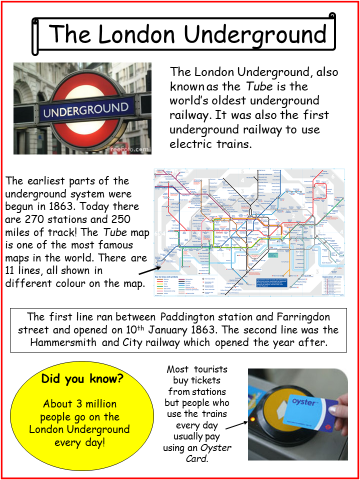 The London Underground
UNDERGROUND
The London Underground, also
known as the Tube is the
world's oldest underground
railway. It was also the first
underground railway to use
electric trains.
The earliest parts of the
underground system were
begun in 1863. Today there
are 270 stations and 250
miles of track! The Tube map
is one of the most famous
maps in the world. There are
11 lines, all shown in
different colour on the map.
The first line ran between Paddington station and Farringdon
street and opened on 10th January 1863. The second line was the
Hammersmith and City railway which opened the year after.
Did you know?
About 3 million
people go on the
London Underground
every day!
Most tourists
buy tickets
from stations
but people who
use the trains
every day
usually pay
using an Oyster
Card.
oyster